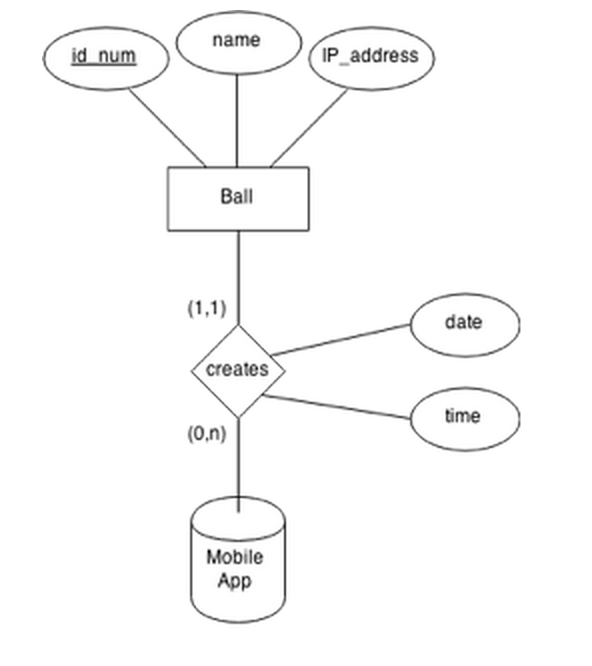 id_num
name
IP_address
Ball
(1,1)
date
creates
time
(0,n)
Mobile
App